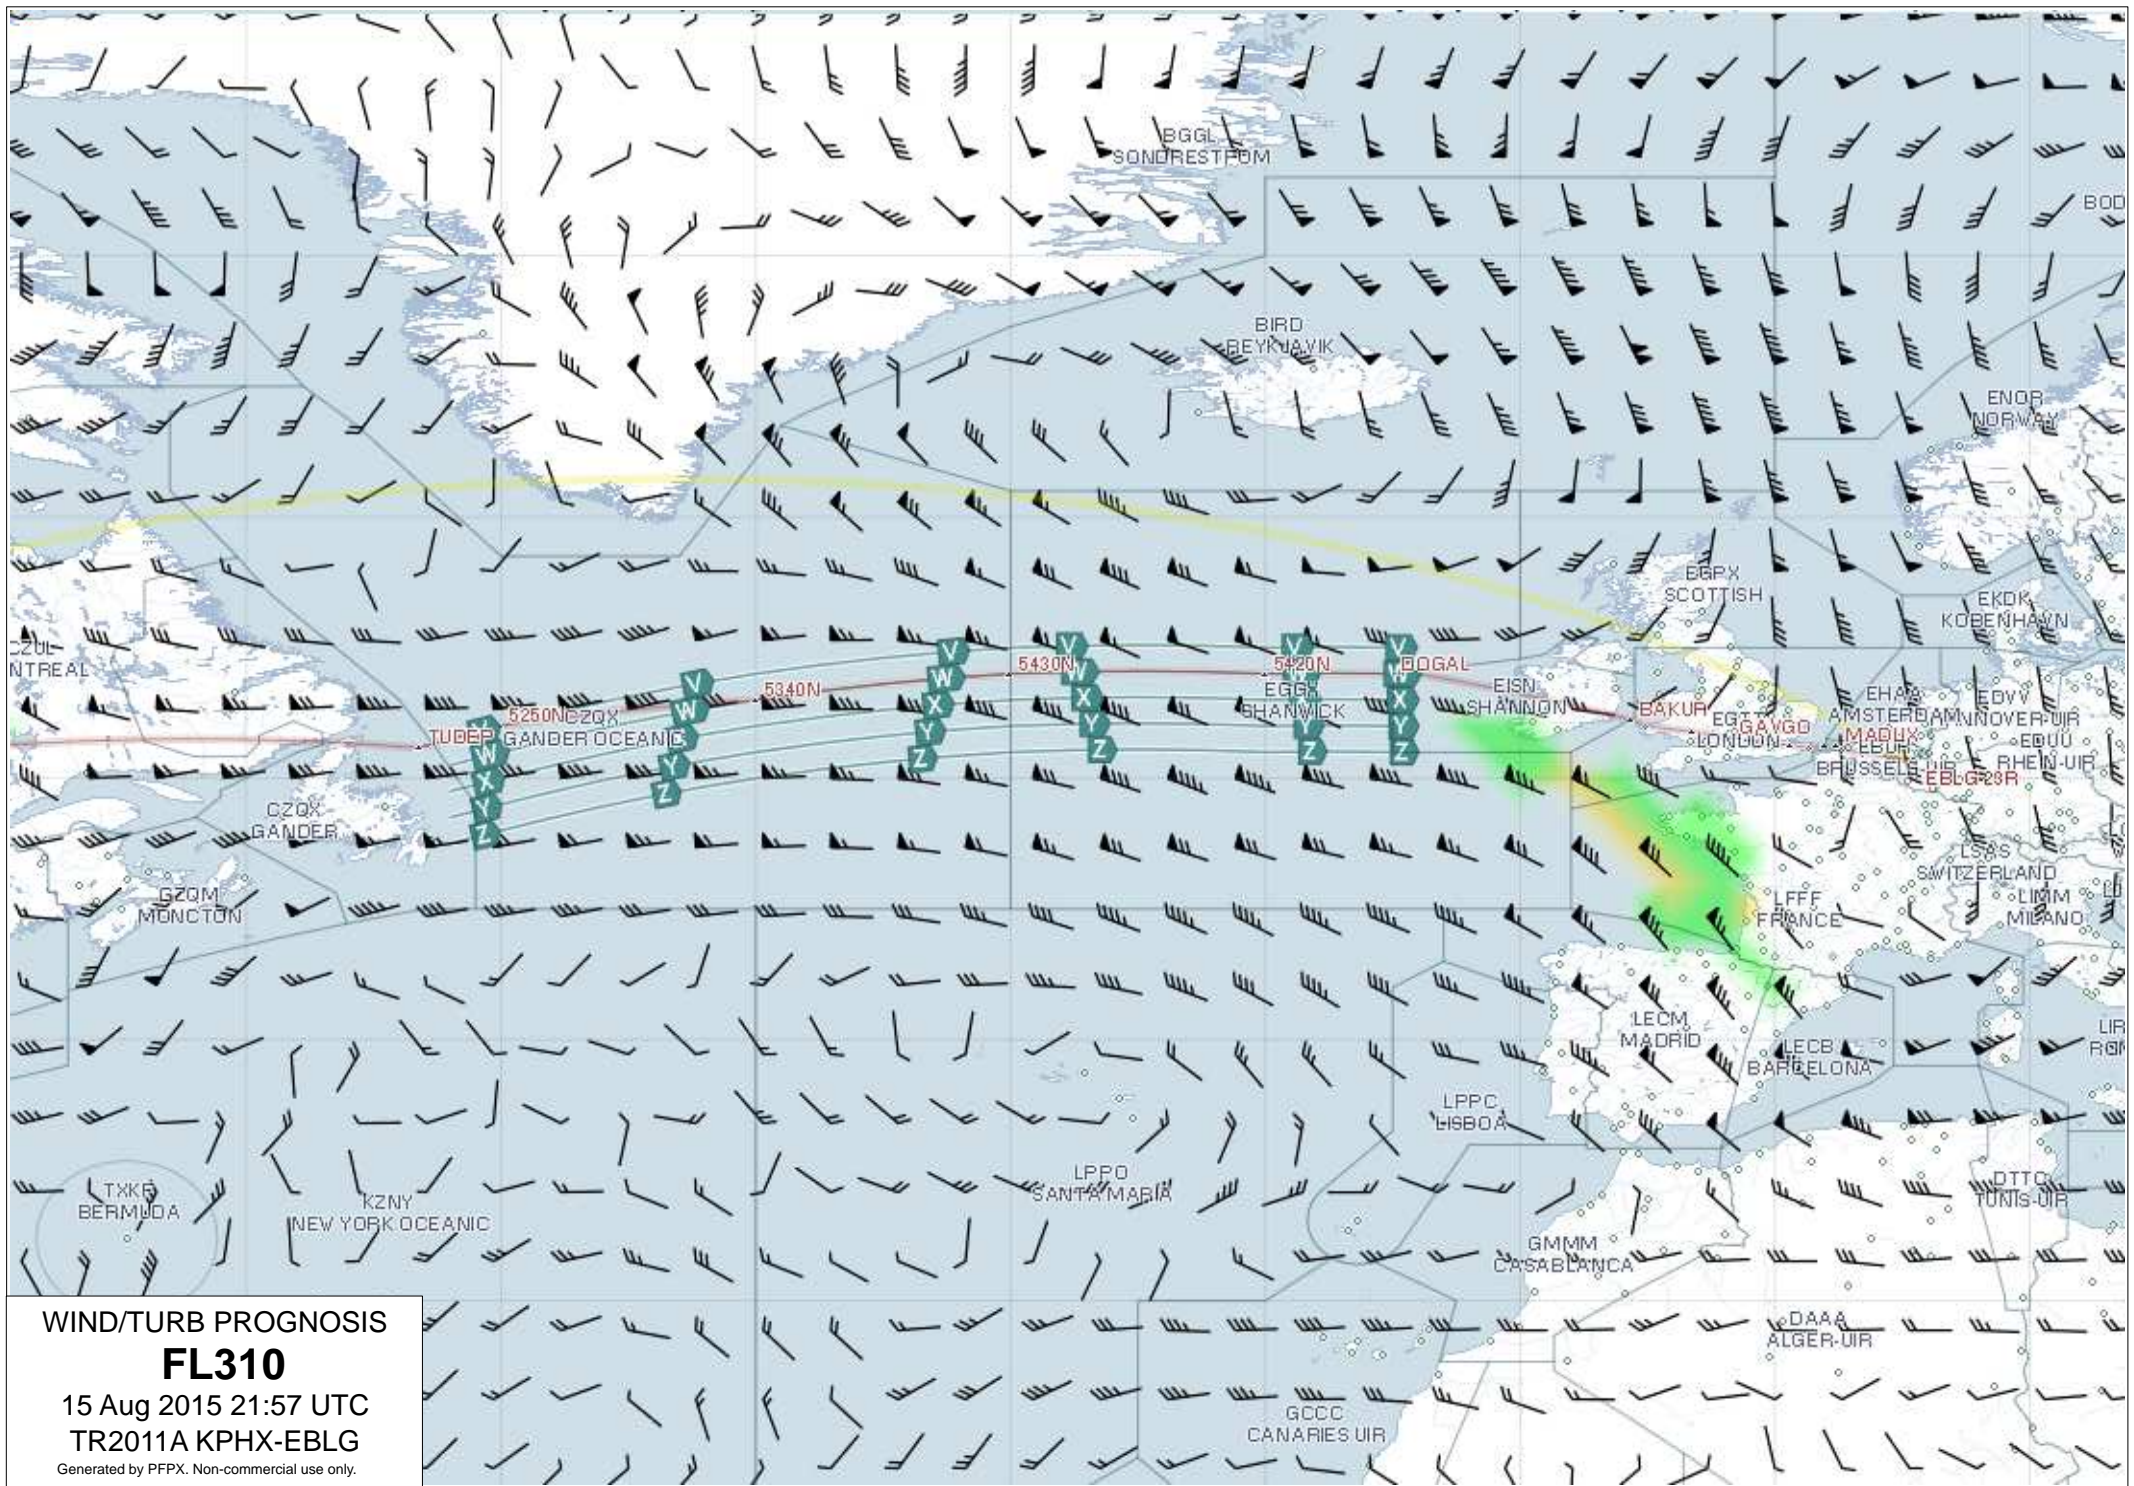 BGGL
SONDRESTROM
BOD
BIRD
REYKJAVIK
ENOR
NORWAY
EGPX
SCOTTISH
EKDK
KOBENHAVN
CZUL
NTREAL
V
V
V
V
V
5430N
5420N
DOGAL
W
W
W
W
W
W
5340N
EGGX
SHANWICK
EISN
SHANNON
BAKUR
GAVGO
LONDON
EHAA
AMSTERDAM
MADUX
EDVV
HANNOVER-UIR
5250N
CZQX
GANDER OCEANIC
TUDEP
X
X
X
X
Y
Y
Y
Y
Y
Y
Z
Z
Z
Z
Z
Z
EDUU
RHEIN-UIR
BRUSSELS UIR
EBLG 23R
CZQX
GANDER
LSAS
SWITZERLAND
LIMM
MILANO
LFFF
FRANCE
CZQM
MONCTON
LECM
MADRID
LECB
BARCELONA
LIR
ROM
LPPC
LISBOA
TXKF
BERMUDA
KZNY
NEW YORK OCEANIC
LPPO
SANTA MARIA
DTTC
TUNIS-UIR
GMMM
CASABLANCA
DAAA
ALGER-UIR
GCCC
CANARIES UIR
WIND/TURB PROGNOSIS
FL310
15 Aug 2015 21:57 UTC
TR2011A KPHX-EBLG
Generated by PFPX. Non-commercial use only.